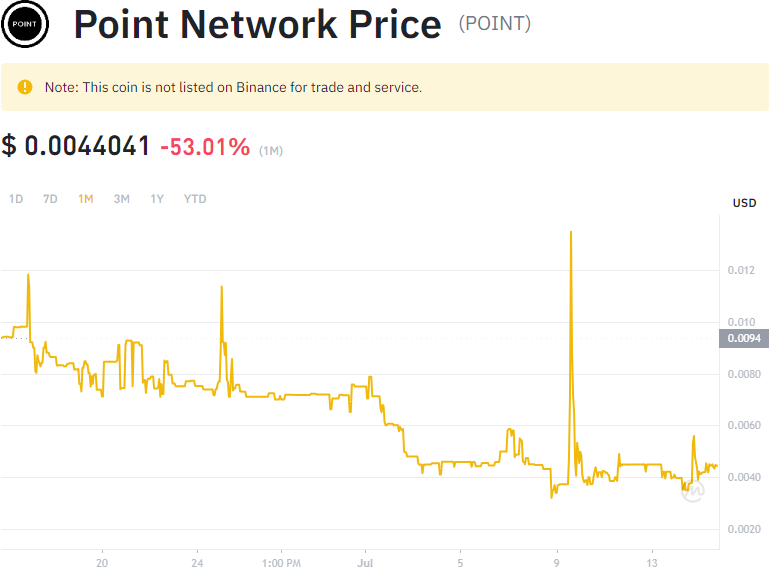 POINT
Point Network Price (POINT)
Note: This coin is not listed on Binance for trade and service.
$ 0.0044041 -53.01% (1M)
1D 7D 1M 3M 1Y YTD
USD
0.012
0.010
0.0094
0.0080
0.0060
0.0040
0.0020
20 24 1:00 PM Jul 5 9 13